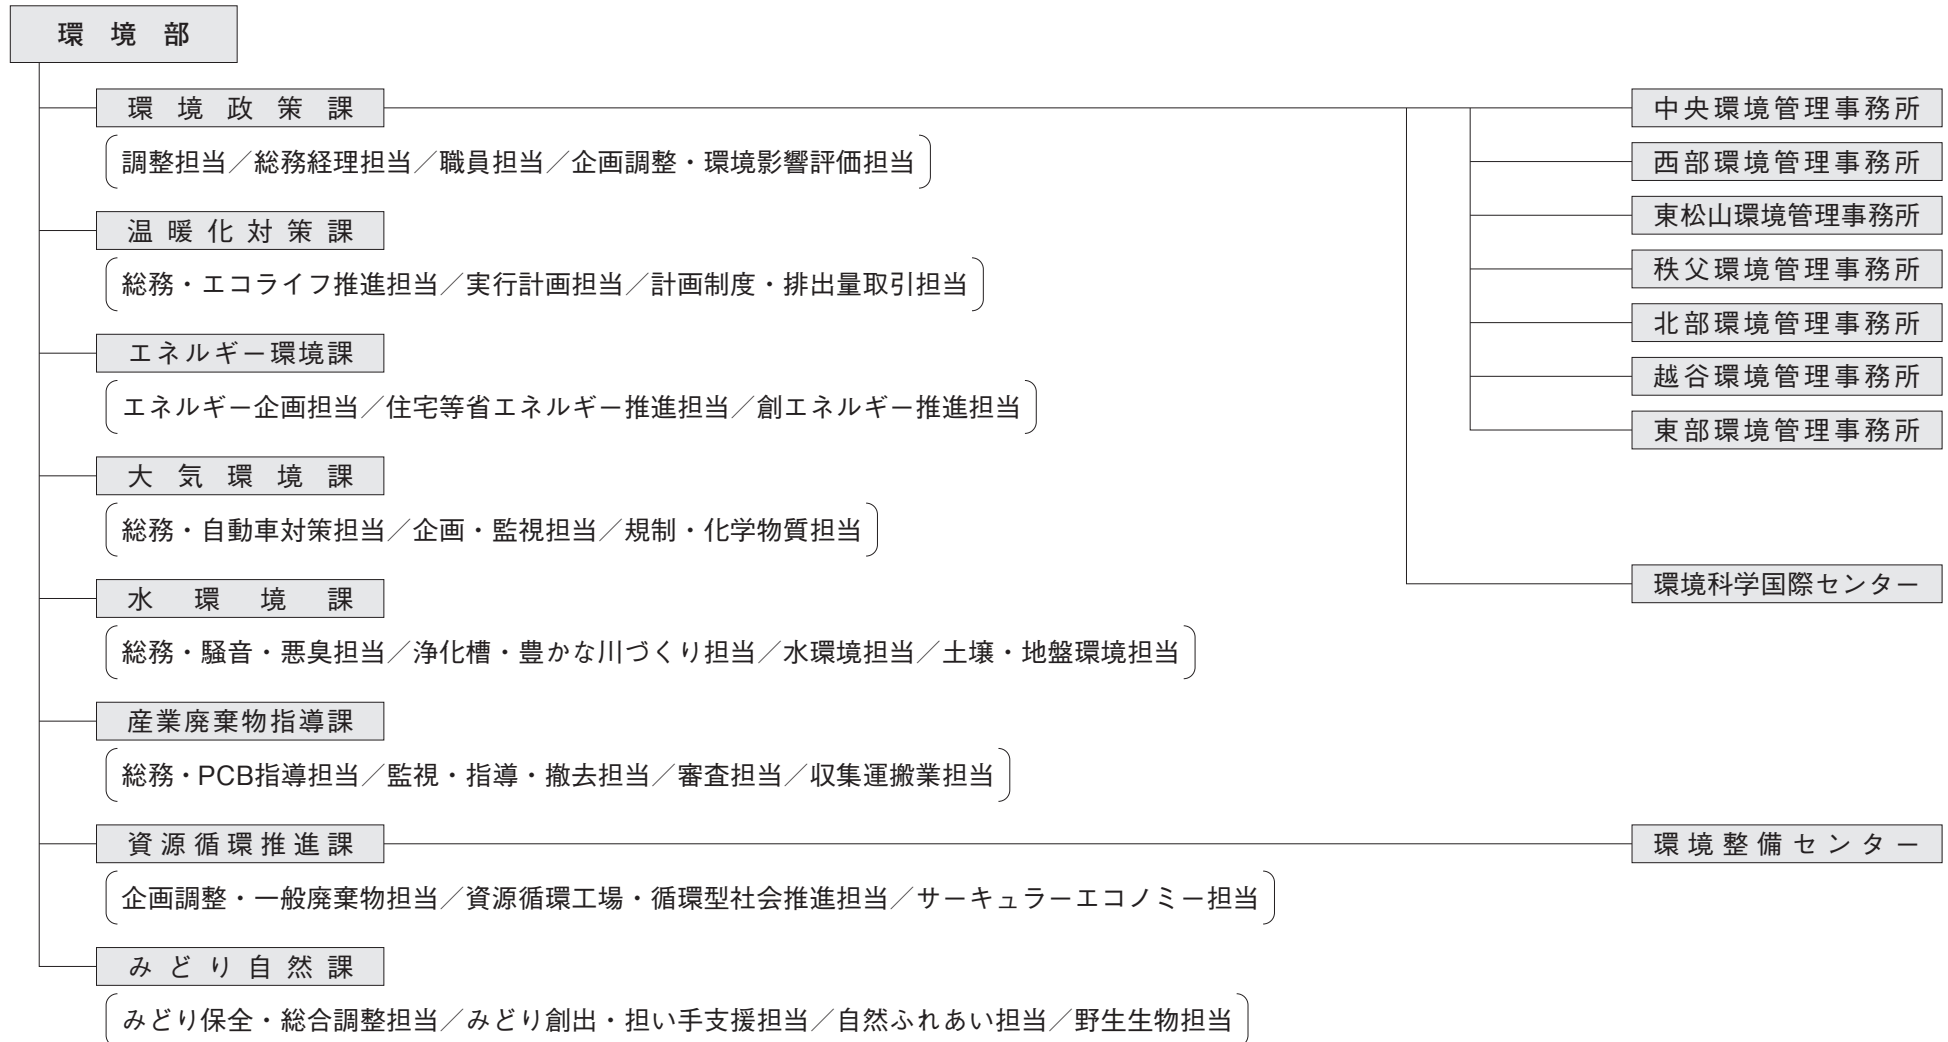 環境部
環境政策課
中央環境管理事務所
調整担当／総務経理担当／職員担当／企画調整・環境影響評価担当
西部環境管理事務所
東松山環境管理事務所
温暖化対策課
秩父環境管理事務所
総務・エコライフ推進担当／実行計画担当／計画制度・排出量取引担当
北部環境管理事務所
エネルギー環境課
越谷環境管理事務所
エネルギー企画担当／住宅等省エネルギー推進担当／創エネルギー推進担当
東部環境管理事務所
大気環境課
総務・自動車対策担当／企画・監視担当／規制・化学物質担当
環境科学国際センター
水環境課
総務・騒音・悪臭担当／浄化槽・豊かな川づくり担当／水環境担当／土壌・地盤環境担当
産業廃棄物指導課
総務・PCB指導担当／監視・指導・撤去担当／審査担当／収集運搬業担当
資源循環推進課
環境整備センター
企画調整・一般廃棄物担当／資源循環工場・循環型社会推進担当／サーキュラーエコノミー担当
みどり自然課
みどり保全・総合調整担当／みどり創出・担い手支援担当／自然ふれあい担当／野生生物担当